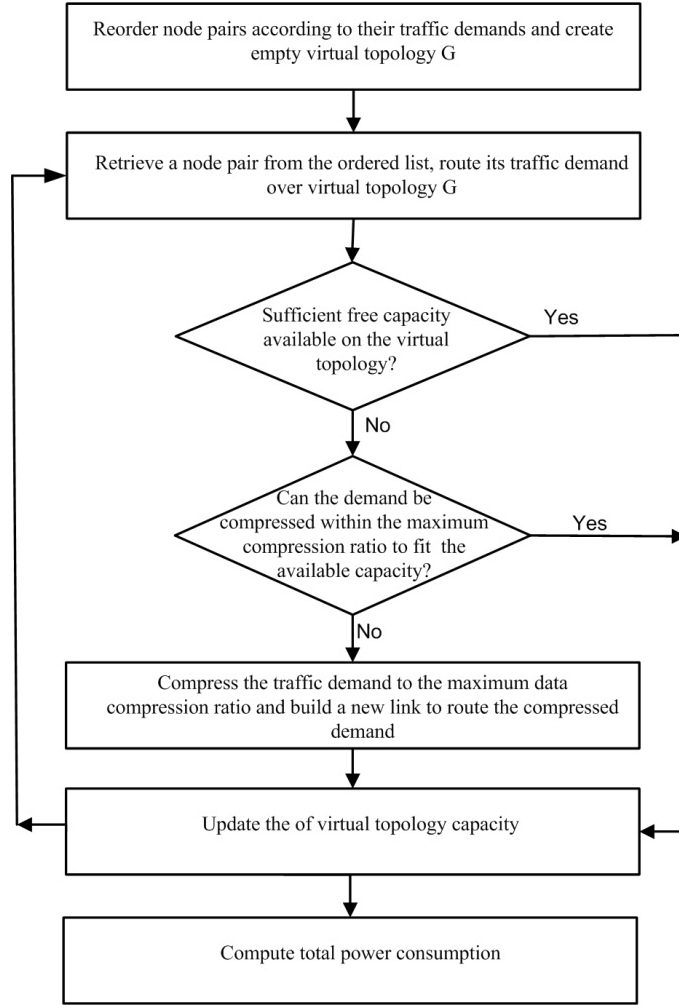 Reorder node pairs according to their traffic demands and create
empty virtual topology G
Retrieve a node pair from the ordered list, route its traffic demand
over virtual topology G
Sufficient free capacity
available on the virtual
topology?
Yes
No
Can the demand be
compressed within the maximum
compression ratio to fit the
available capacity?
Yes
No
Compress the traffic demand to the maximum data
compression ratio and build a new link to route the compressed
demand
Update the of virtual topology capacity
Compute total power consumption